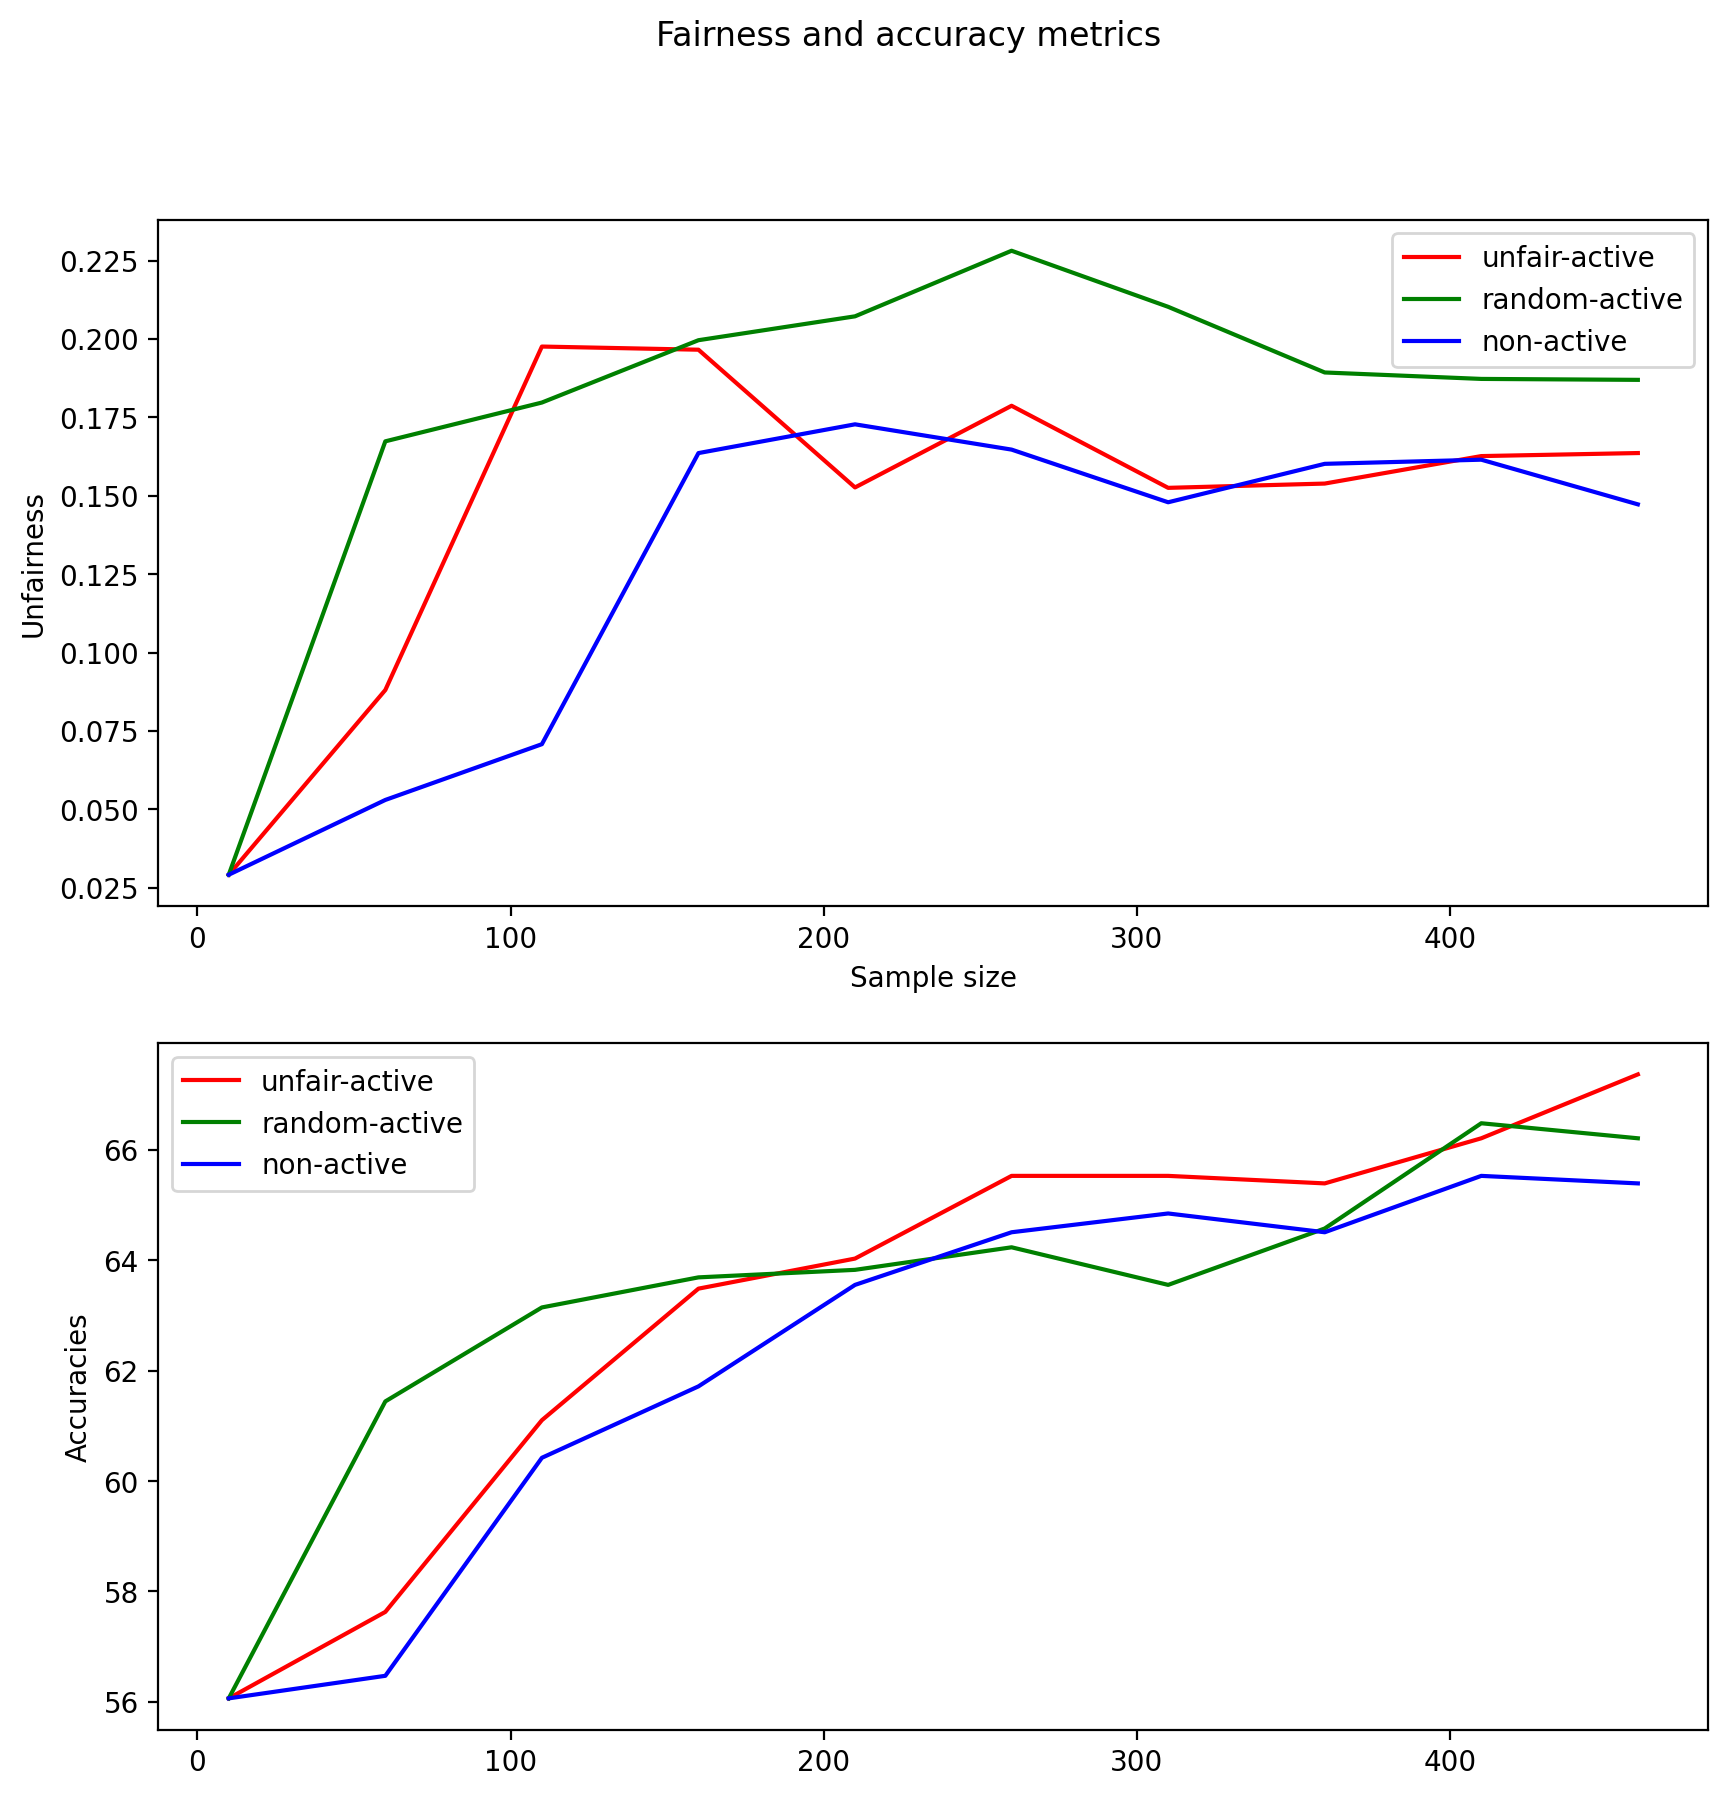 Fairness and accuracy metrics
0.225
0.200
0.175
0.150
0.125
0.100
0.075
0.050
0.025
Unfairness
unfair-active
random-active
non-active
0 100 200 300 400
Sample size
unfair-active
random-active
non-active
66
64
62
60
58
56
Accuracies
0 100 200 300 400